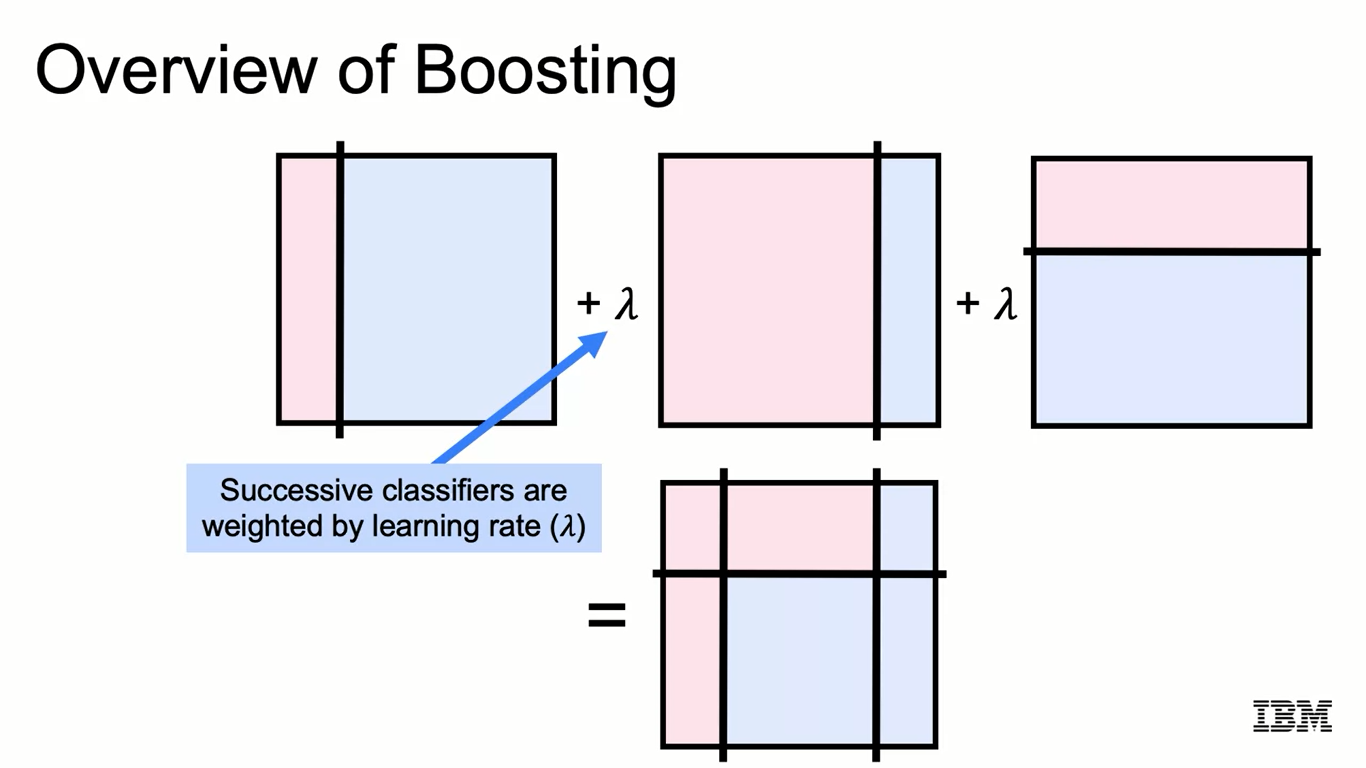 Overview of Boosting
+ λ
+ λ
Successive classifiers are
weighted by learning rate (λ)
=
IBM